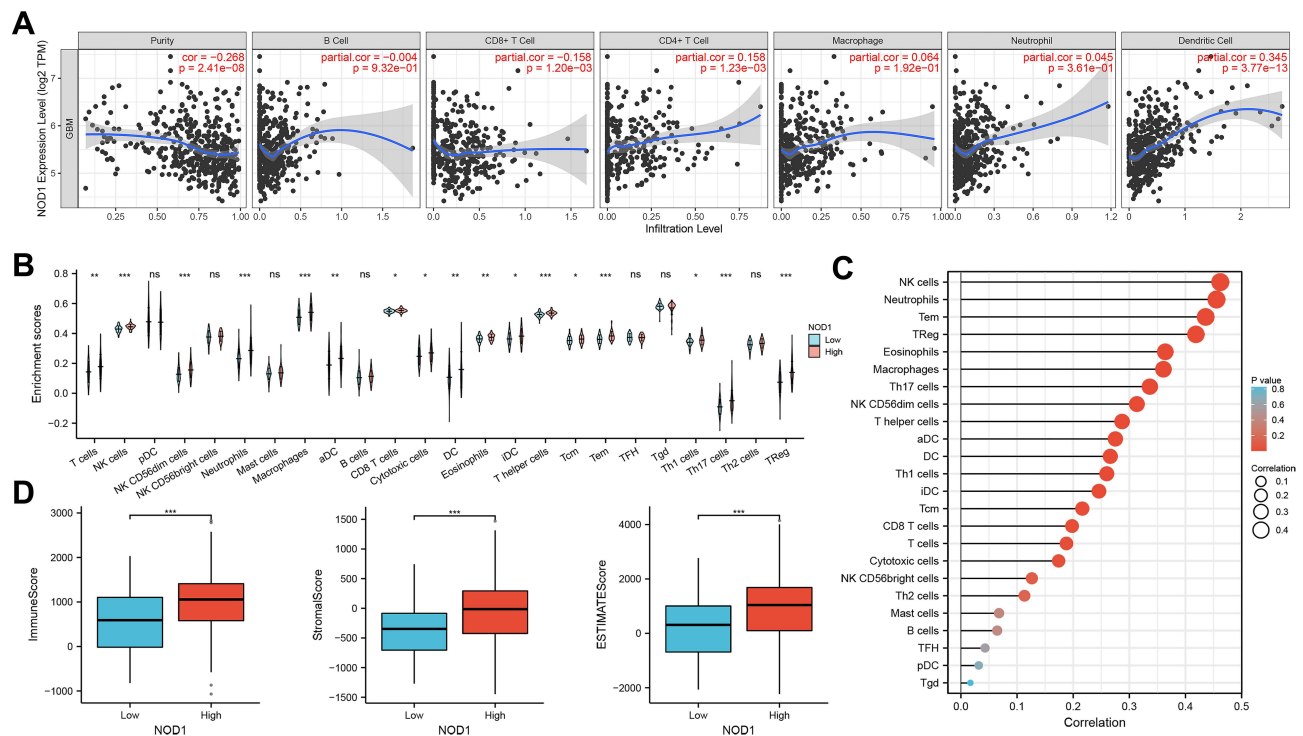 A
Purity
B Cell
CD8+ T Cell
CD4+ T Cell
Macrophage
Neutrophil
Dendritic Cell
cor = −0.268
p = 2.41e−08
partial.cor = −0.004
p = 9.32e−01
partial.cor = −0.158
p = 1.20e−03
partial.cor = 0.158
p = 1.23e−03
partial.cor = 0.064
p = 1.92e−01
partial.cor = 0.045
p = 3.61e−01
partial.cor = 0.345
p = 3.77e−13
NOD1 Expression Level (log2 TPM)
GBM
7
6
5
0.25 0.50 0.75 1.00
0.0 0.5 1.0 1.5
0.0 0.5 1.0 1.5
0.00 0.25 0.50 0.75
0.00 0.25 0.50 0.75 1.00
0.0 0.3 0.6 0.9 1.2
0 1 2
Infiltration Level
B
Enrichment scores
0.8
0.6
0.4
0.2
0.0
−0.2
** *** ns *** ns *** ns *** ** ns * * ** ** * *** * *** ns ns * *** ns ***
NOD1
Low
High
T cells
NK cells
pDC
NK CD56dim cells
NK CD56bright cells
Neutrophils
Mast cells
Macrophages
aDC
B cells
CD8 T cells
Cytotoxic cells
DC
Eosinophils
iDC
T helper cells
Tcm
Tem
TFH
Tgd
Th1 cells
Th17 cells
Th2 cells
TReg
C
NK cells
Neutrophils
Tem
TReg
Eosinophils
Macrophages
Th17 cells
NK CD56dim cells
T helper cells
aDC
DC
Th1 cells
iDC
Tcm
CD8 T cells
T cells
Cytotoxic cells
NK CD56bright cells
Th2 cells
Mast cells
B cells
TFH
pDC
Tgd
0.0 0.1 0.2 0.3 0.4 0.5
Correlation
P value
0.8
0.6
0.4
0.2
Correlation
0.1
0.2
0.3
0.4
D
ImmuneScore
3000
2000
1000
0
−1000
***
Low High
NOD1
StromalScore
1500
1000
500
0
−500
−1000
−1500
***
Low High
NOD1
ESTIMATEScore
4000
2000
0
−2000
***
Low High
NOD1